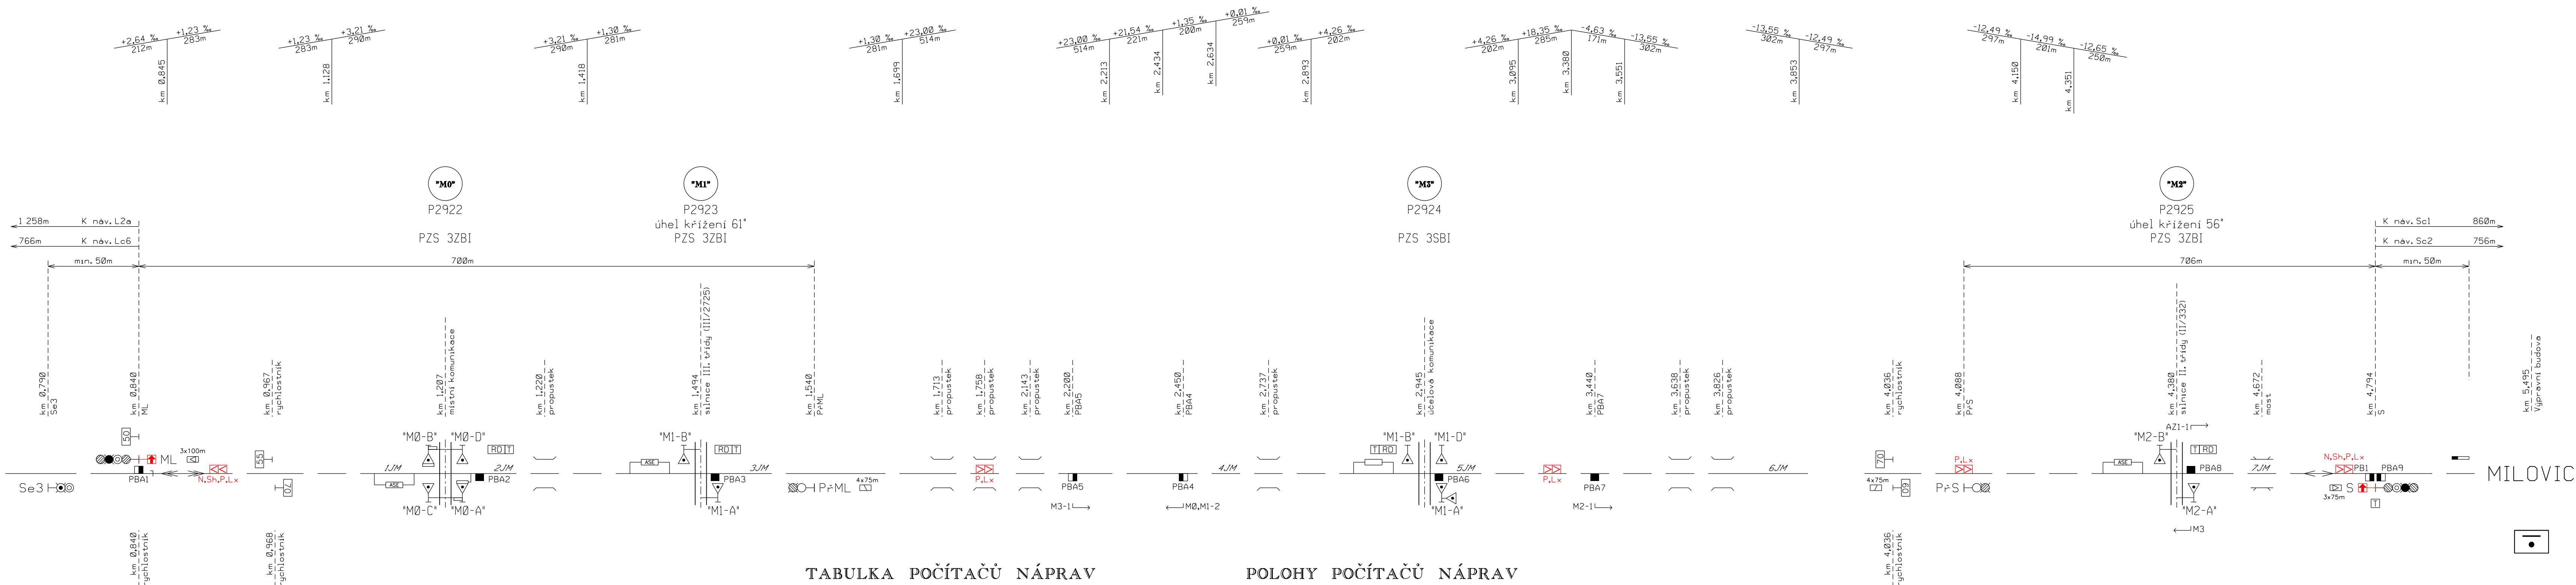 +2,64 ‰ +1,23 ‰
212m 283m
km 0.845
+1,23 ‰ +3,21 ‰
283m 290m
km 1.128
+3,21 ‰ +1,30 ‰
290m 281m
km 1.418
+1,30 ‰ +23,00 ‰
281m 514m
km 1.699
+23,00 ‰ +21,54 ‰ +1,35 ‰ +0,01 ‰
514m 221m 200m 259m
km 2.213
km 2.434
km 2.634
+0,01 ‰ +4,26 ‰
259m 202m
km 2.893
+4,26 ‰ +18,35 ‰ -4,63 ‰ -13,55 ‰
202m 285m 171m 302m
km 3.095
km 3.380
km 3.551
-13,55 ‰ -12,49 ‰
302m 297m
km 3.853
-12,49 ‰ -14,99 ‰ -12,65 ‰
297m 201m 250m
km 4.150
km 4.351
"M0"
P2922
PZS 3ZBI
"M1"
P2923
úhel křížení 61°
PZS 3ZBI
"M3"
P2924
PZS 3SBI
"M2"
P2925
úhel křížení 56°
PZS 3ZBI
1 258m K náv. L2a
766m K náv. Lc6
min. 50m
700m
K náv. Sc1 860m
K náv. Sc2 756m
706m
min. 50m
km 0.790
Se3
km 0.840
ML
km 0.967
rychlostník
km 1.207
místní komunikace
km 1.220
propustek
km 1.494
silnice III. třídy (III/2725)
km 1.540
PřML
km 1.713
propustek
km 1.758
propustek
km 2.143
propustek
km 2.200
PBA5
km 2.450
PBA4
km 2.737
propustek
km 2.945
účelová komunikace
km 3.440
PBA7
km 3.638
propustek
km 3.826
propustek
km 4.036
rychlostník
km 4.088
PřS
km 4.380
silnice II. třídy (II/332)
km 4.672
most
km 4.794
S
km 5.495
Výpravní budova
Se3
50
ML
PBA1
3x100m
N,Sh,P,Lx
55
70
1JM
ASE
"M0-B"
"M0-D"
"M0-C"
"M0-A"
RD T
2JM
PBA2
ASE
"M1-B"
"M1-A"
RD T
PBA3
3JM
PřML
4x75m
P,Lx
PBA5
M3-1
PBA4
M0,M1-2
4JM
"M1-B"
"M1-D"
T RD
PBA6
"M1-A"
5JM
P,Lx
PBA7
M2-1
6JM
70
4x75m
60
P,Lx
PřS
ASE
AZ1-1
"M2-B"
T RD
PBA8
"M2-A"
M3
7JM
N,Sh,P,Lx
PB1
PBA9
3x75m
S
T
MILOVIC
km 0.840
rychlostník
km 0.968
rychlostník
km 4.036
rychlostník
TABULKA POČÍTAČŮ NÁPRAV
POLOHY POČÍTAČŮ NÁPRAV